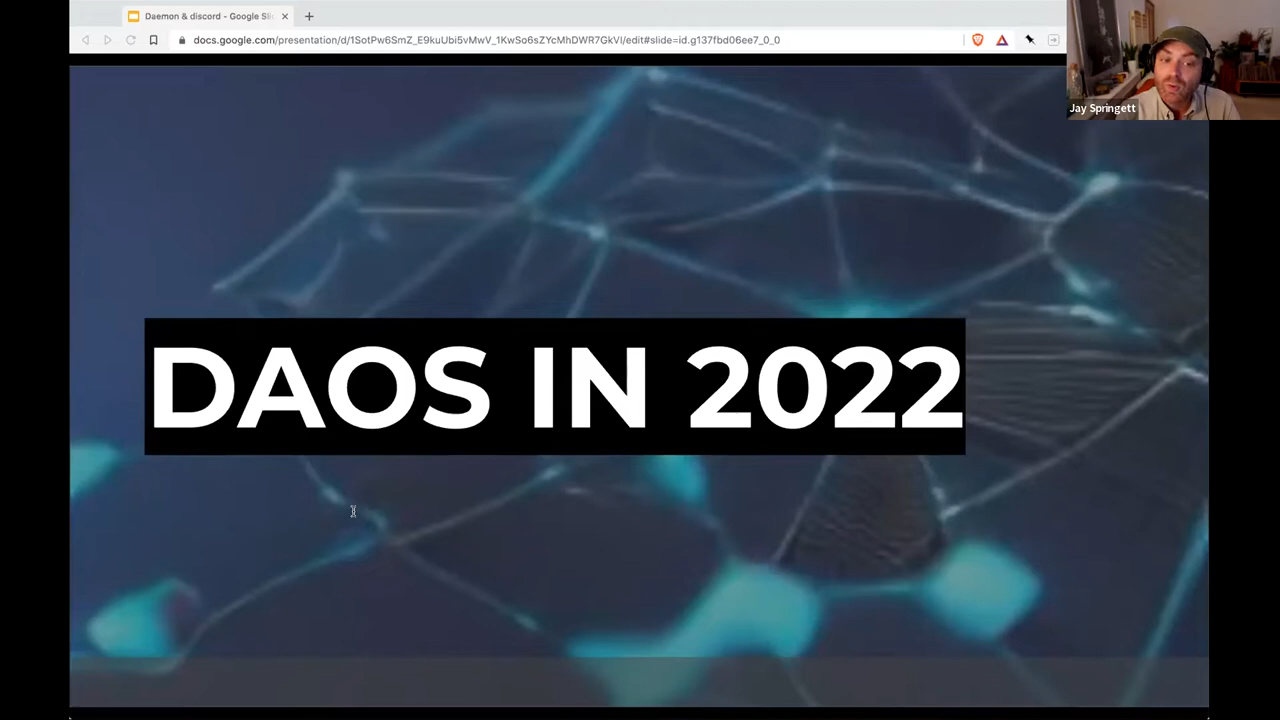 Daemon & discord - Google Sli
docs.google.com/presentation/d/1SotPw6SmZ_E9kuUbi5vMwV_1KwSo6sZYcMhDWR7GkVI/edit#slide=id.g137fbd06ee7_0_0
Jay Springett
DAOS IN 2022